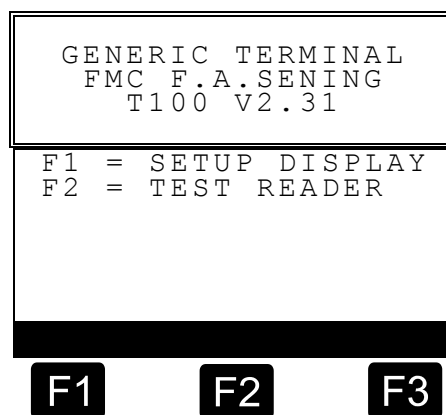 GENERIC TERMINAL
FMC F.A.SENING
T100 V2.31
F1 = SETUP DISPLAY
F2 = TEST READER
F1 F2 F3